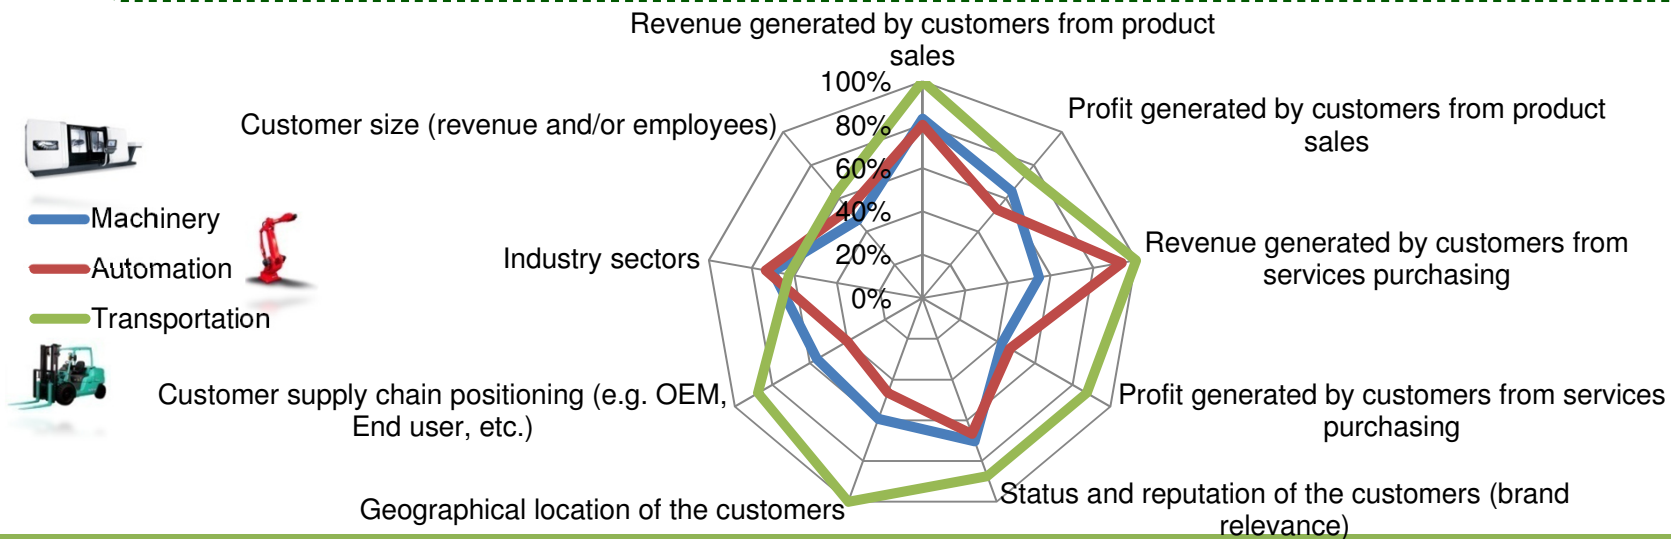 Revenue generated by customers from product
sales
100%
80%
60%
40%
20%
0%
Profit generated by customers from product
sales
Revenue generated by customers from
services purchasing
Profit generated by customers from services
purchasing
Status and reputation of the customers (brand
relevance)
Geographical location of the customers
Customer supply chain positioning (e.g. OEM,
End user, etc.)
Industry sectors
Customer size (revenue and/or employees)
Machinery
Automation
Transportation